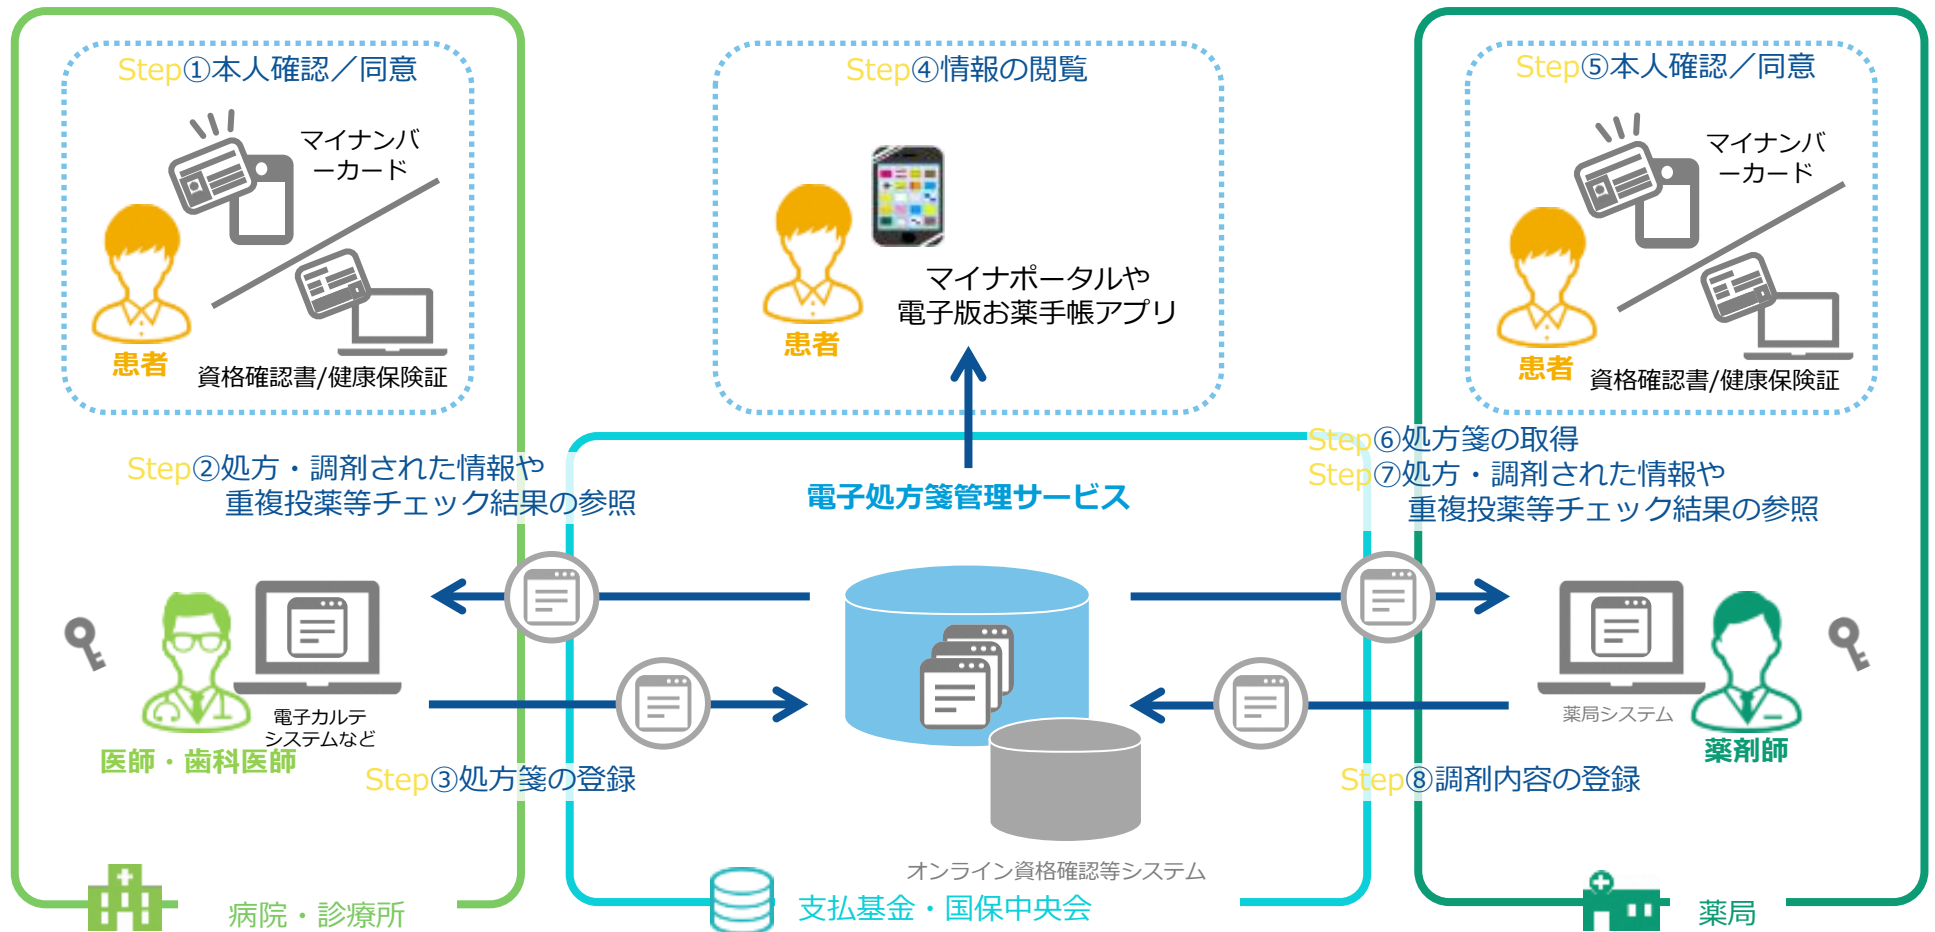 Step①本人確認／同意
マイナンバ
ーカード
患者
資格確認書/健康保険証
Step②処方・調剤された情報や
重複投薬等チェック結果の参照
電子カルテ
システムなど
医師・歯科医師
Step③処方箋の登録
病院・診療所
Step④情報の閲覧
マイナポータルや
電子版お薬手帳アプリ
患者
電子処方箋管理サービス
オンライン資格確認等システム
支払基金・国保中央会
Step⑤本人確認／同意
マイナンバ
ーカード
患者
資格確認書/健康保険証
Step⑥処方箋の取得
Step⑦処方・調剤された情報や
重複投薬等チェック結果の参照
薬局システム
薬剤師
Step⑧調剤内容の登録
薬局